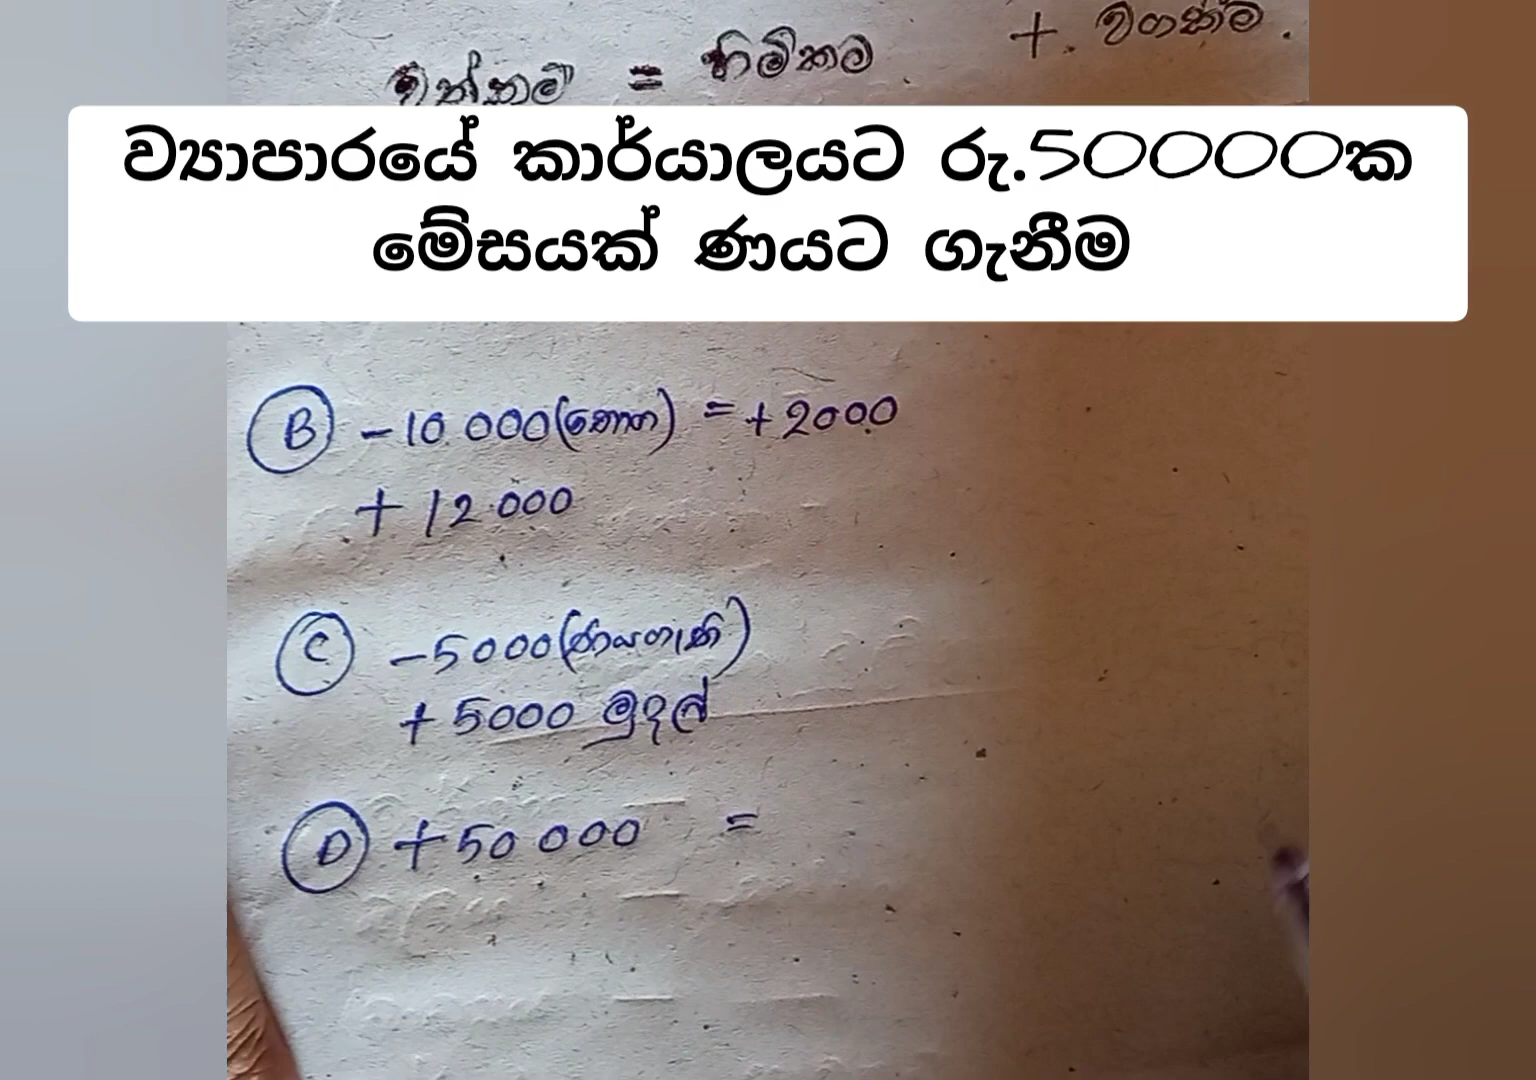 වත්කම් = හිමිකම + වගකීම්.
ව්‍යාපාරයේ කාර්යාලයට රු.50000ක
මේසයක් ණයට ගැනීම
B -10 000(තොග) = +2000
+ 12 000
C -5000(ණයගැති)
+ 5000 මුදල්
D +50 000 =